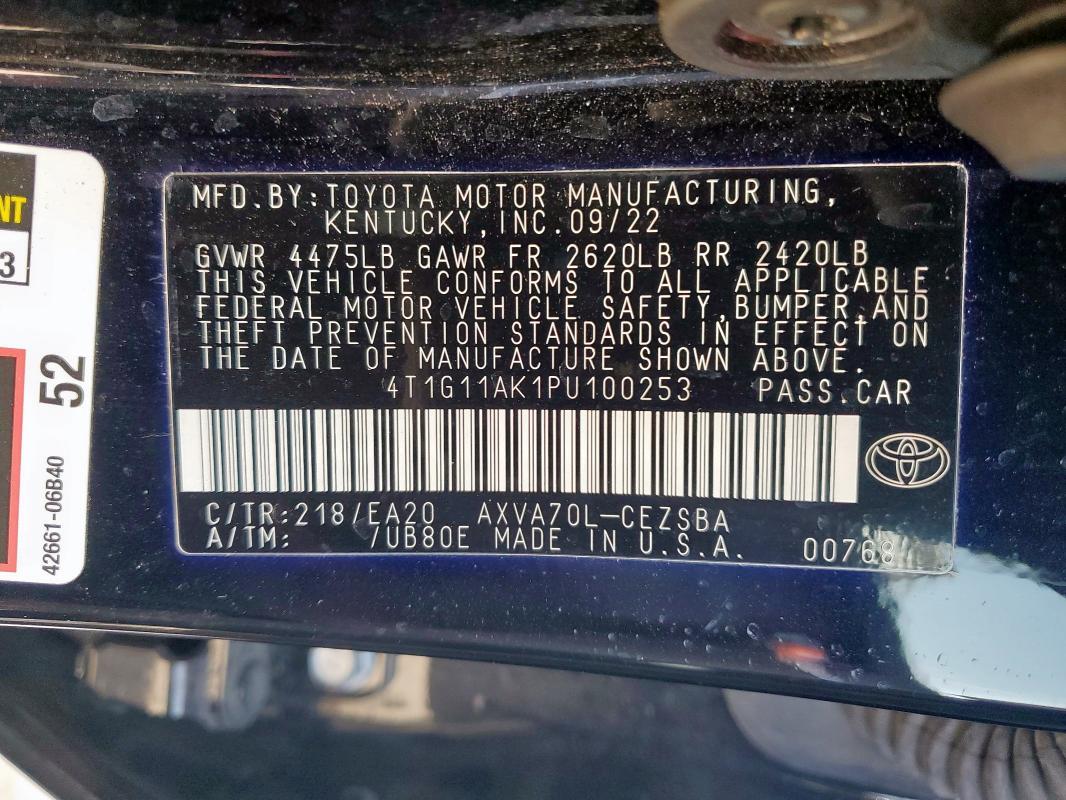 MFD.BY:TOYOTA MOTOR MANUFACTURING,
KENTUCKY,INC.09/22
GVWR 4475LB GAWR FR 2620LB RR 2420LB
THIS VEHICLE CONFORMS TO ALL APPLICABLE
FEDERAL MOTOR VEHICLE SAFETY,BUMPER,AND
THEFT PREVENTION STANDARDS IN EFFECT ON
THE DATE OF MANUFACTURE SHOWN ABOVE.
4T1G11AK1PU100253 PASS.CAR
C/TR:218/EA20 AXVA70L-CEZSBA
A/TM: /UB80E MADE IN U.S.A. 00768
NT
3
52
42661-06B40